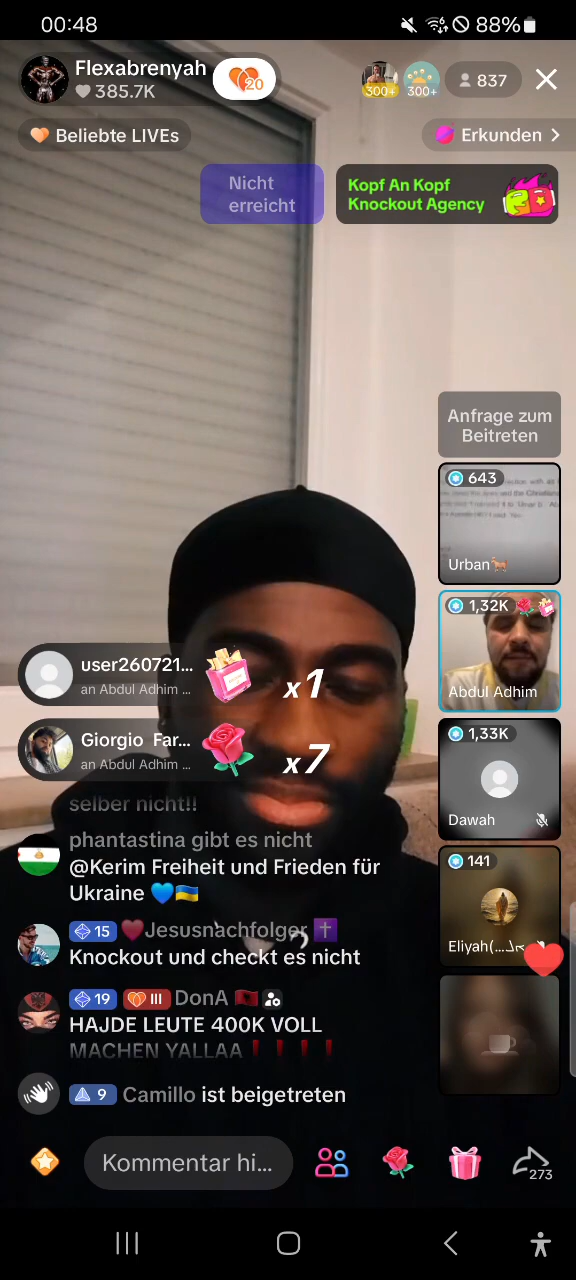 00:48
88%
Flexabrenyah
385.7K
20
300+
300+
837
Beliebte LIVEs
Erkunden
Nicht
erreicht
Kopf An Kopf
Knockout Agency
Anfrage zum
Beitreten
643
Urban
1,32K
Abdul Adhim
user260721...
an Abdul Adhim ...
x1
Giorgio Far...
an Abdul Adhim ...
x7
1,33K
Dawah
selber nicht!!
phantastina gibt es nicht
@Kerim Freiheit und Frieden für
Ukraine 💙🇺🇦
141
15 ❤️Jesusnachfolger ✝️
Knockout und checkt es nicht
19 III DonA 🇦🇱
HAJDE LEUTE 400K VOLL
MACHEN YALLAA ❗❗❗❗
9 Camillo ist beigetreten
Kommentar hi...
273